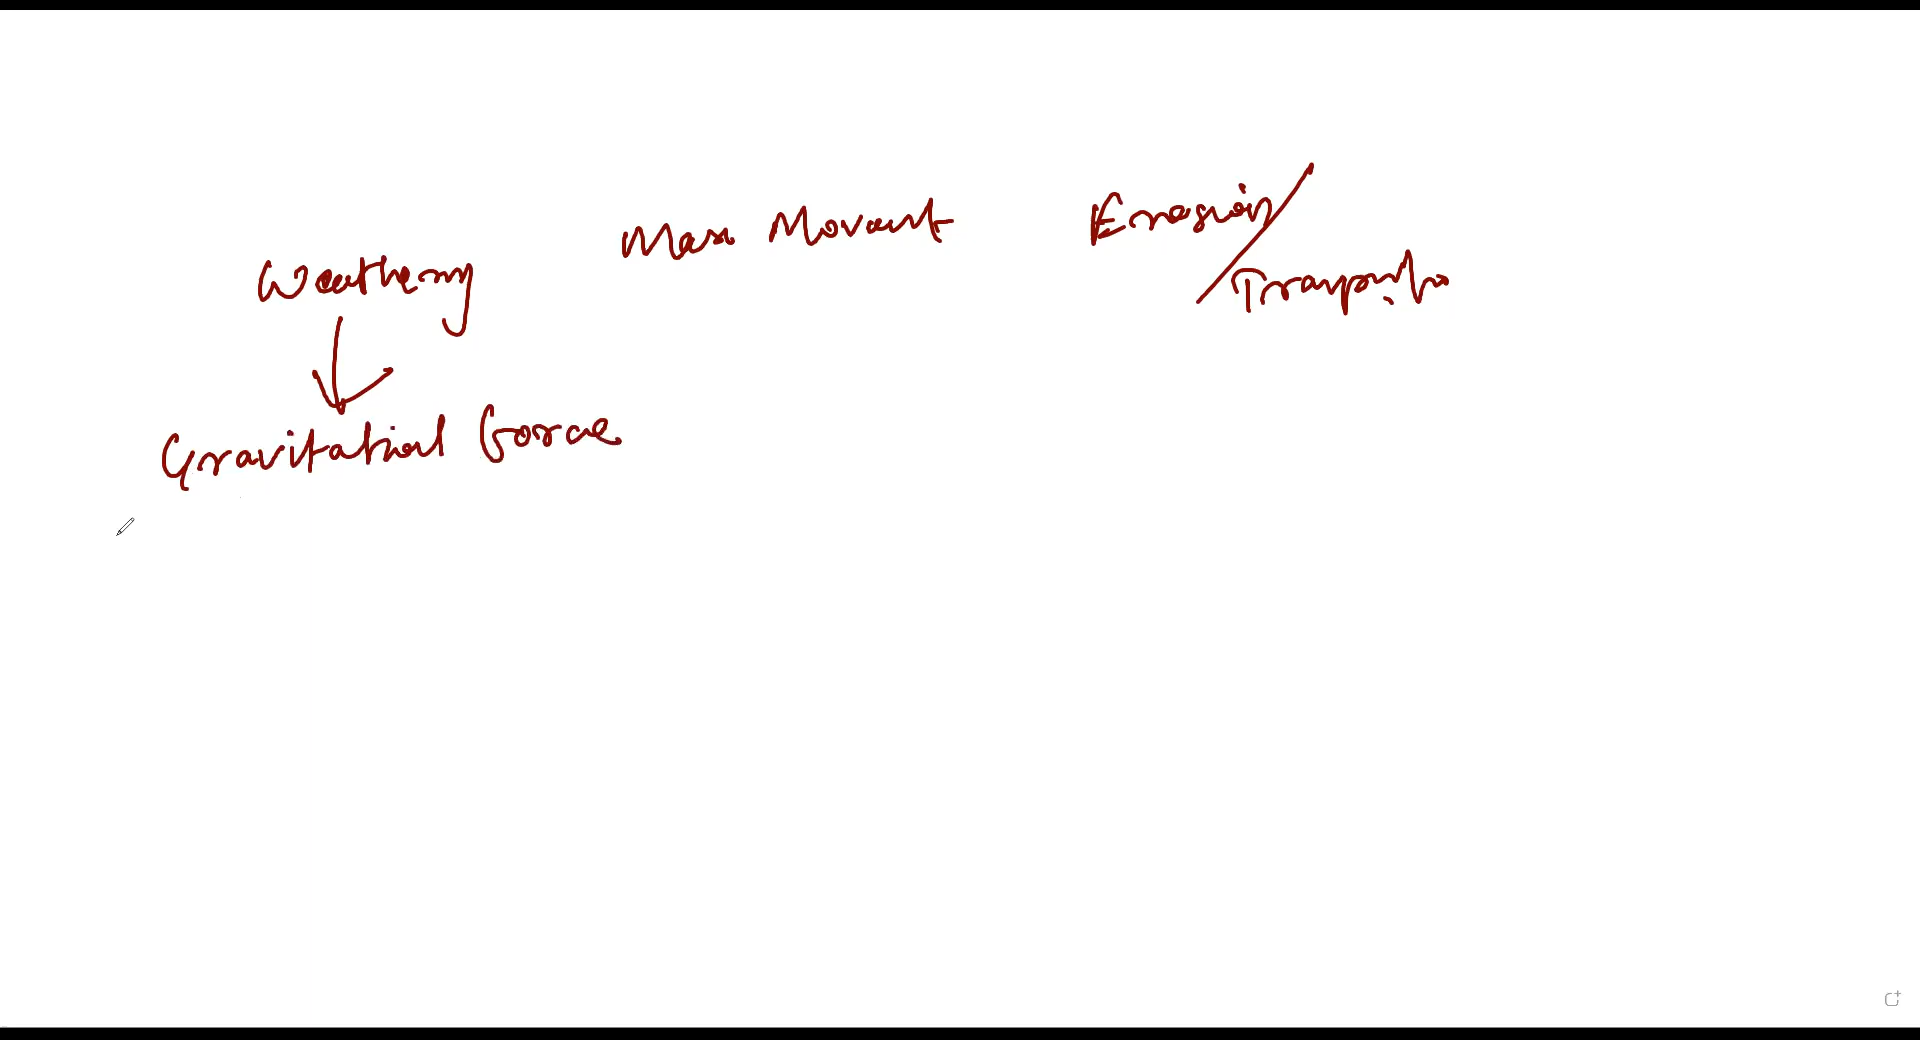 Weathering
Mass Movement
Erosion/
Transportation
Gravitational Force